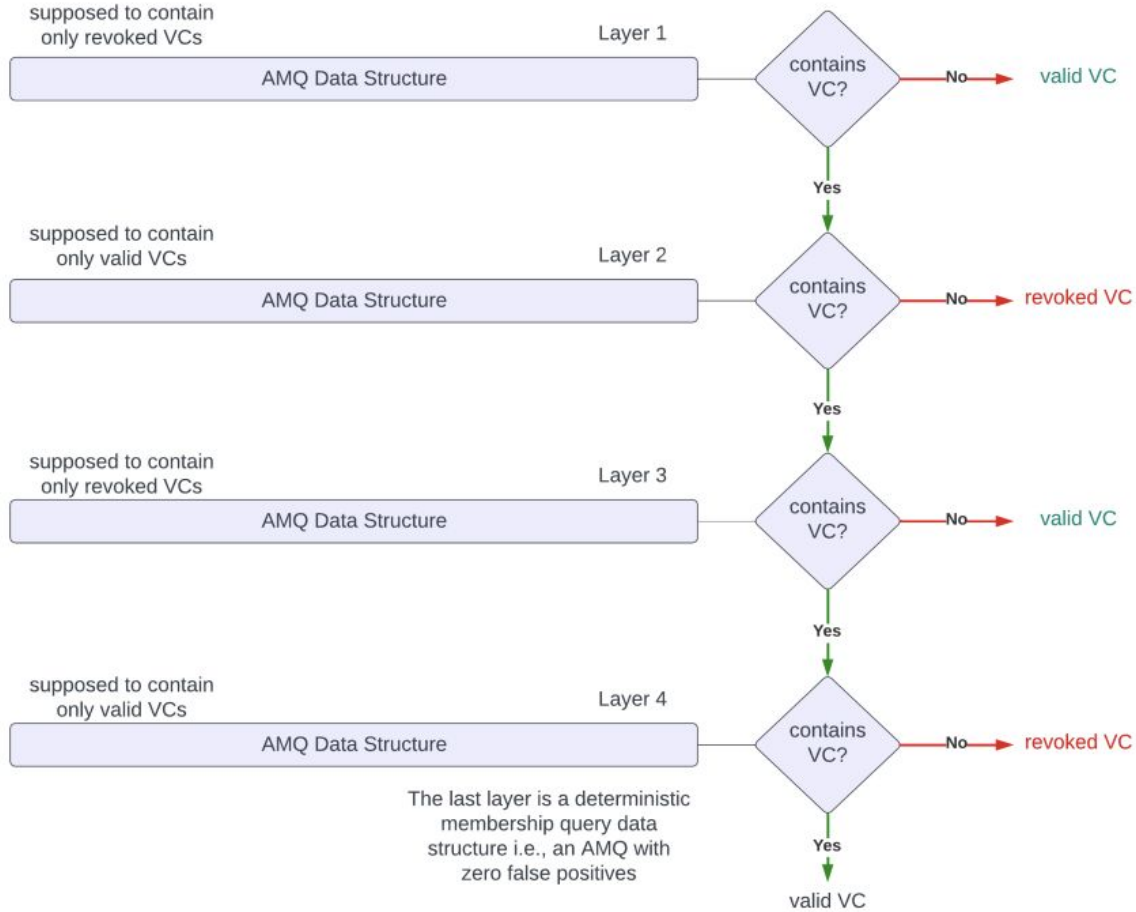 supposed to contain
only revoked VCs
Layer 1
AMQ Data Structure
contains
VC?
No
valid VC
Yes
supposed to contain
only valid VCs
Layer 2
AMQ Data Structure
contains
VC?
No
revoked VC
Yes
supposed to contain
only revoked VCs
Layer 3
AMQ Data Structure
contains
VC?
No
valid VC
Yes
supposed to contain
only valid VCs
Layer 4
AMQ Data Structure
contains
VC?
No
revoked VC
The last layer is a deterministic
membership query data
structure i.e., an AMQ with
zero false positives
Yes
valid VC